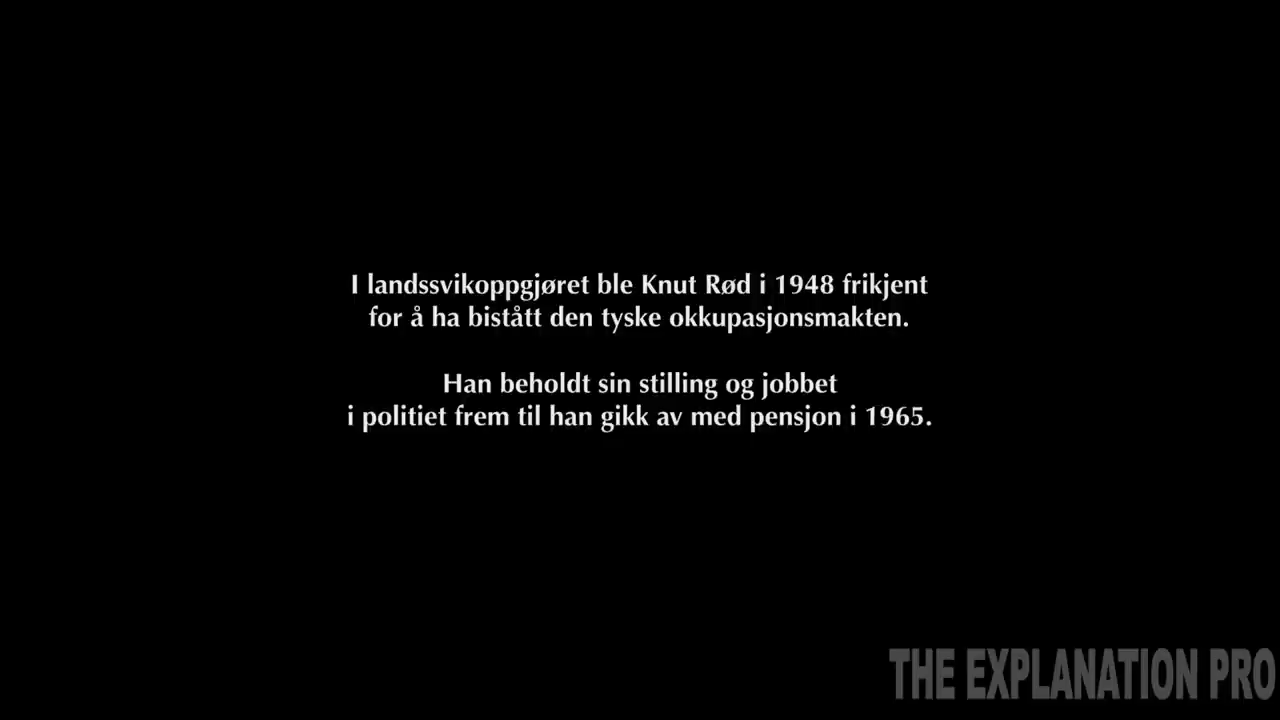 I landssvikoppgjøret ble Knut Rød i 1948 frikjent
for å ha bistått den tyske okkupasjonsmakten.
Han beholdt sin stilling og jobbet
i politiet frem til han gikk av med pensjon i 1965.
THE EXPLANATION PRO